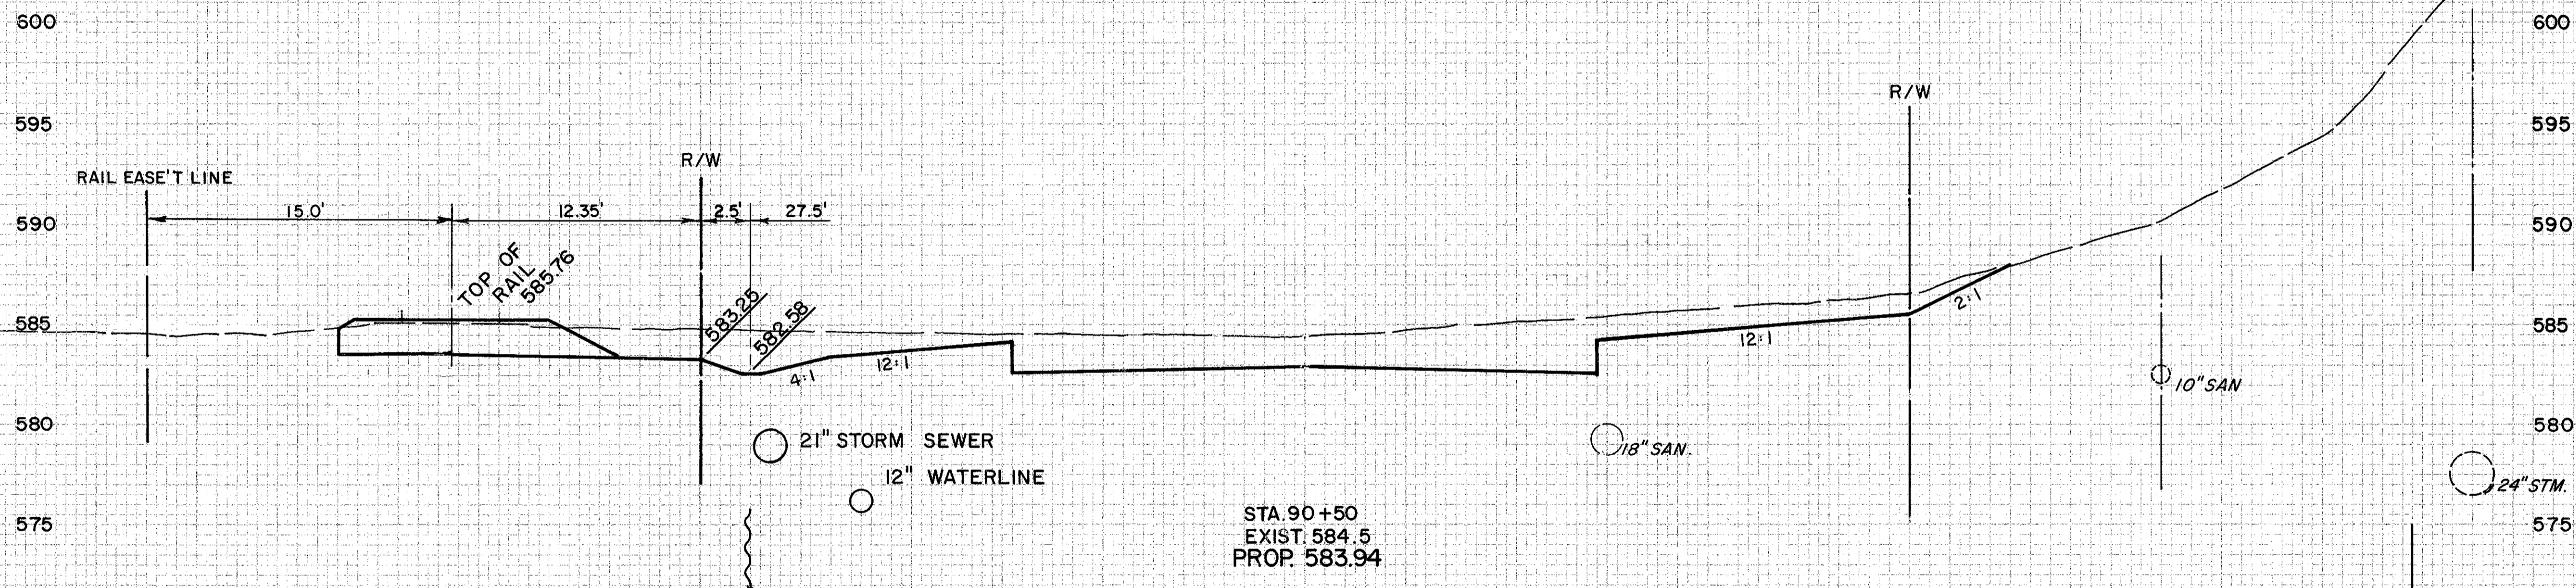 600
600
595
595
R/W
R/W
RAIL EASE'T LINE
15.0'
12.35'
2.5'
27.5'
590
590
TOP OF
RAIL
585.76
583.25
582.58
585
585
4:1
12:1
12:1
2:1
10" SAN
580
580
21" STORM SEWER
18" SAN.
12" WATERLINE
24" STM.
575
575
STA. 90+50
EXIST. 584.5
PROP. 583.94